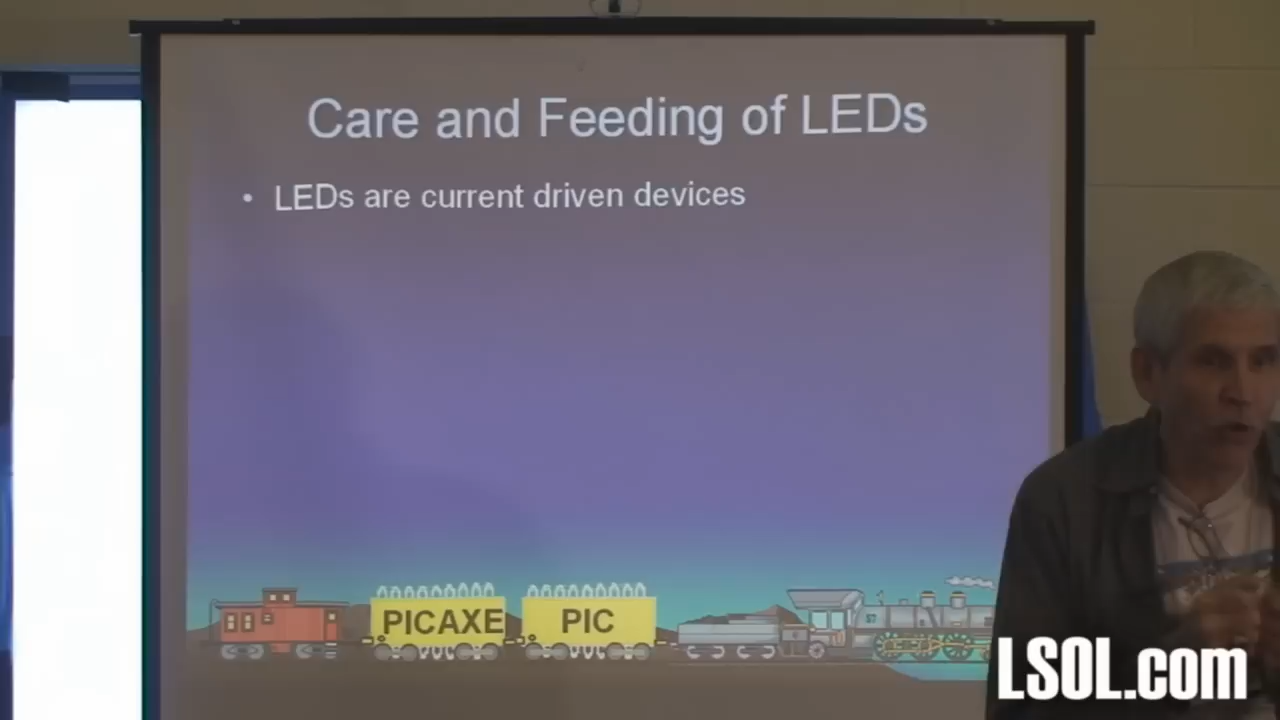 Care and Feeding of LEDs
• LEDs are current driven devices
PICAXE PIC
LSOL.com